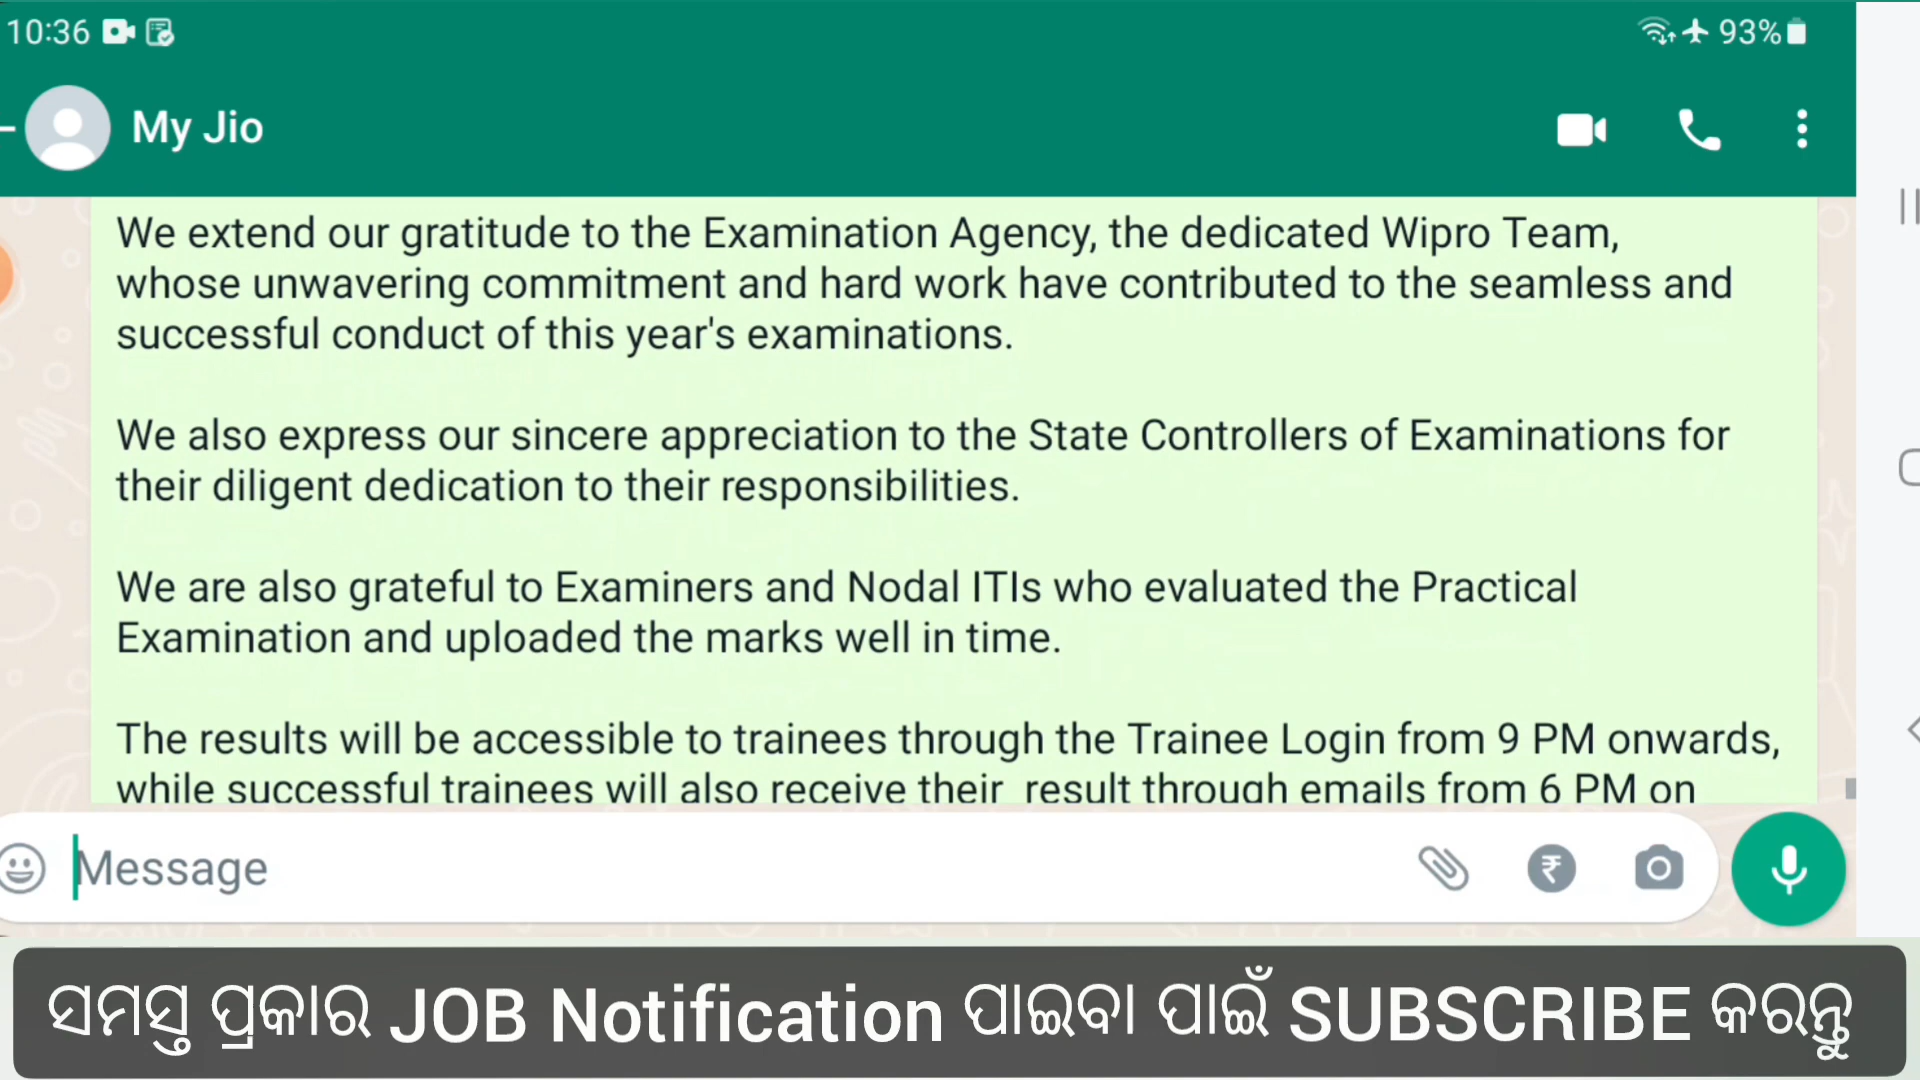 10:36
93%
My Jio
We extend our gratitude to the Examination Agency, the dedicated Wipro Team,
whose unwavering commitment and hard work have contributed to the seamless and
successful conduct of this year's examinations.
We also express our sincere appreciation to the State Controllers of Examinations for
their diligent dedication to their responsibilities.
We are also grateful to Examiners and Nodal ITIs who evaluated the Practical
Examination and uploaded the marks well in time.
The results will be accessible to trainees through the Trainee Login from 9 PM onwards,
while successful trainees will also receive their result through emails from 6 PM on
Message
ସମସ୍ତ ପ୍ରକାର JOB Notification ପାଇବା ପାଇଁ SUBSCRIBE କରନ୍ତୁ